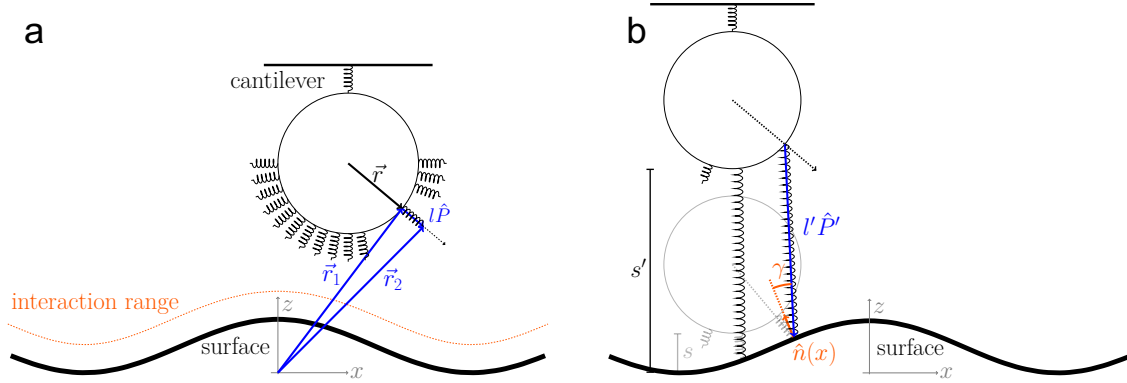 a
cantilever
r⃗
lP̂
r⃗₁
r⃗₂
interaction range
z
surface
x
b
s′
l′P̂′
γ
s
n̂(x)
z
surface
x